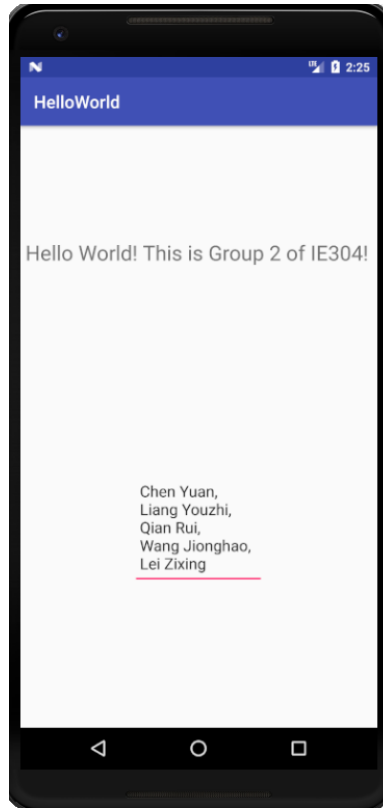 LTE 2:25
HelloWorld
Hello World! This is Group 2 of IE304!
Chen Yuan,
Liang Youzhi,
Qian Rui,
Wang Jionghao,
Lei Zixing